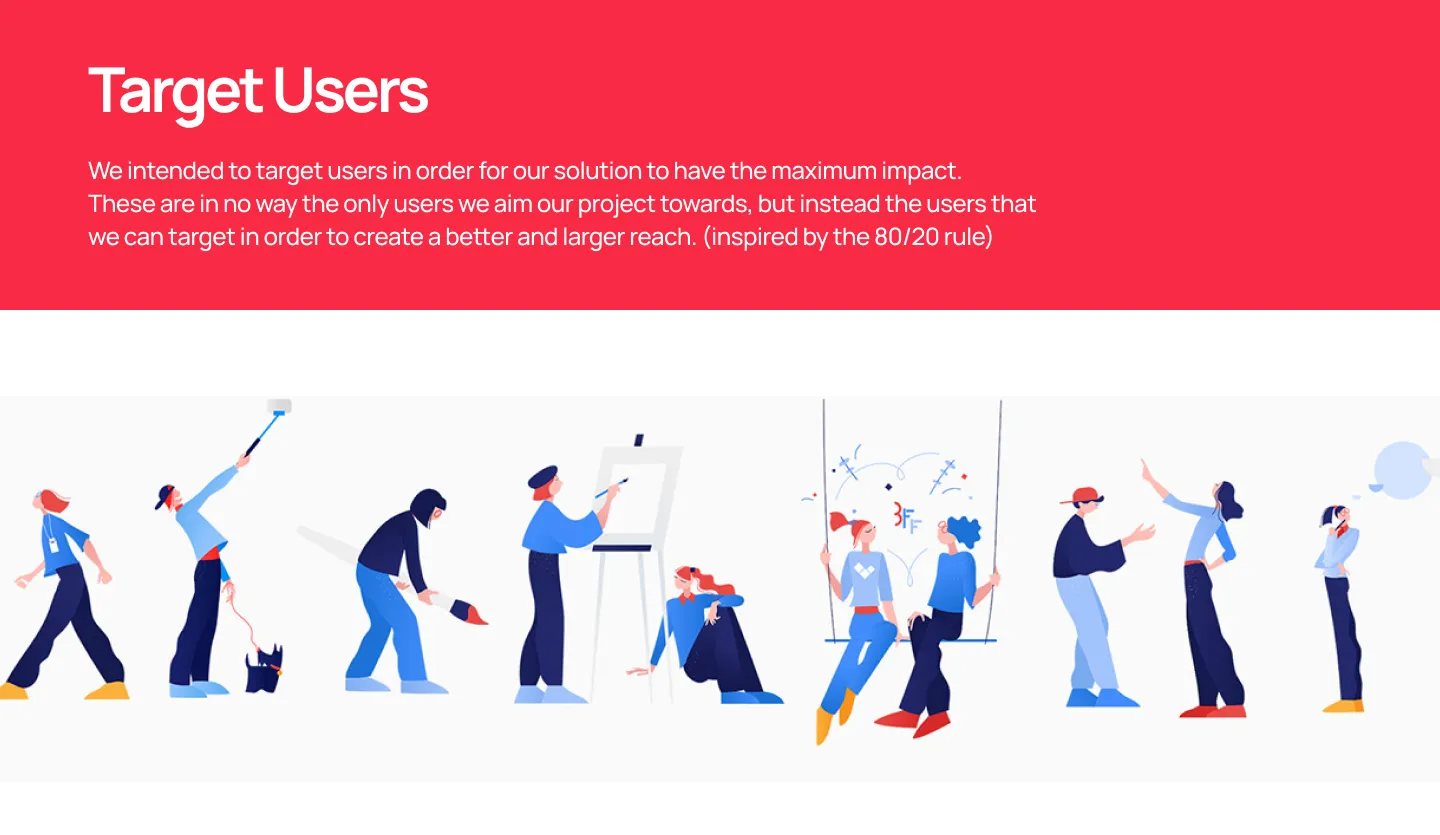 Target Users
We intended to target users in order for our solution to have the maximum impact.
These are in no way the only users we aim our project towards, but instead the users that
we can target in order to create a better and larger reach. (inspired by the 80/20 rule)
BFF